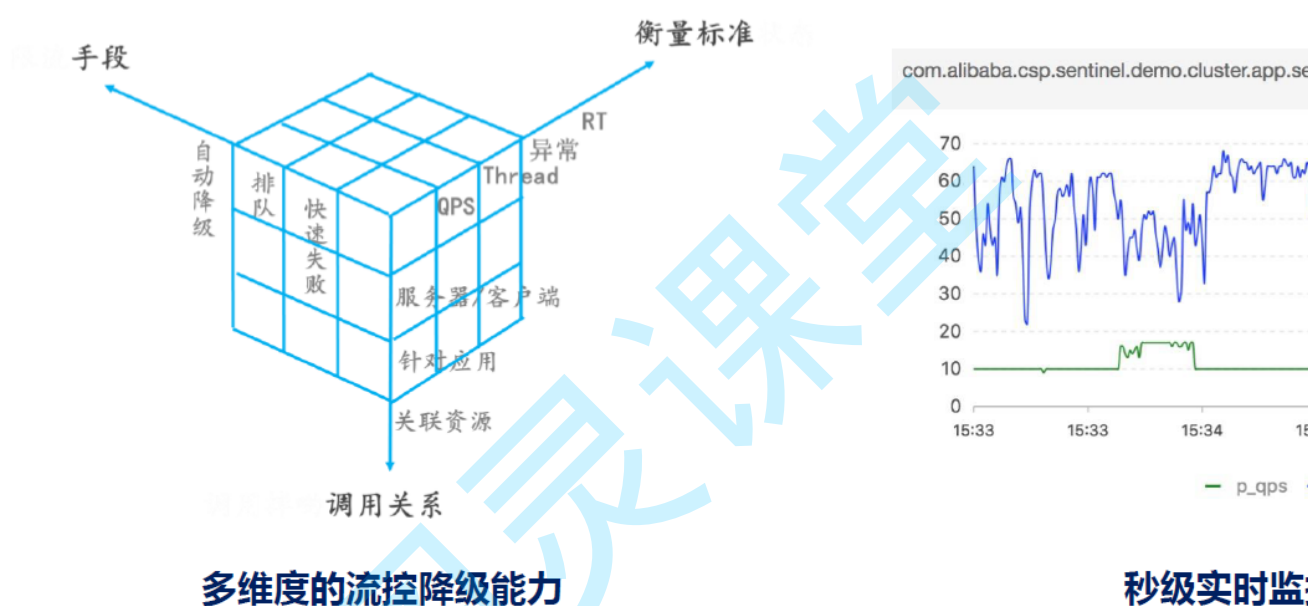 手段
衡量标准
自动降级
排队
快速失败
RT
异常
Thread
QPS
服务器/客户端
针对应用
关联资源
调用关系
多维度的流控降级能力
com.alibaba.csp.sentinel.demo.cluster.app.se
70
60
50
40
30
20
10
0
15:33
15:33
15:34
p_qps
秒级实时监
灵课堂